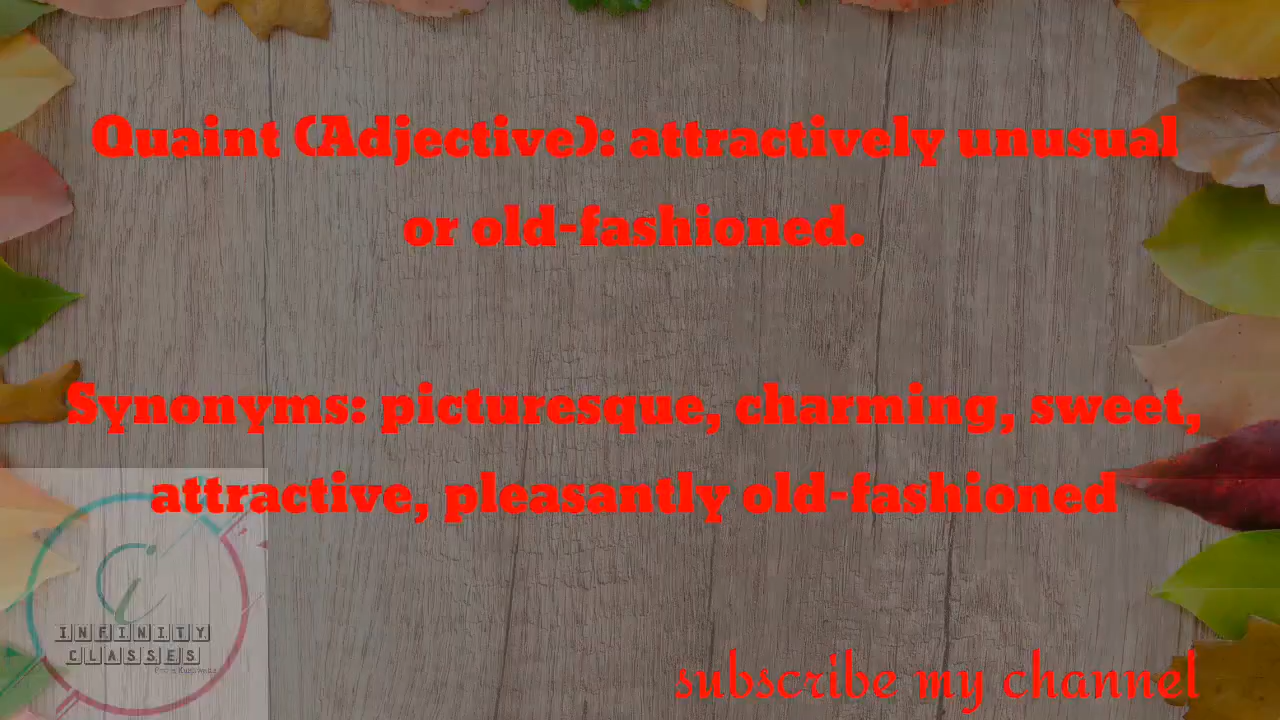 Quaint (Adjective): attractively unusual
or old-fashioned.
Synonyms: picturesque, charming, sweet,
attractive, pleasantly old-fashioned
INFINITY
CLASSES
subscribe my channel